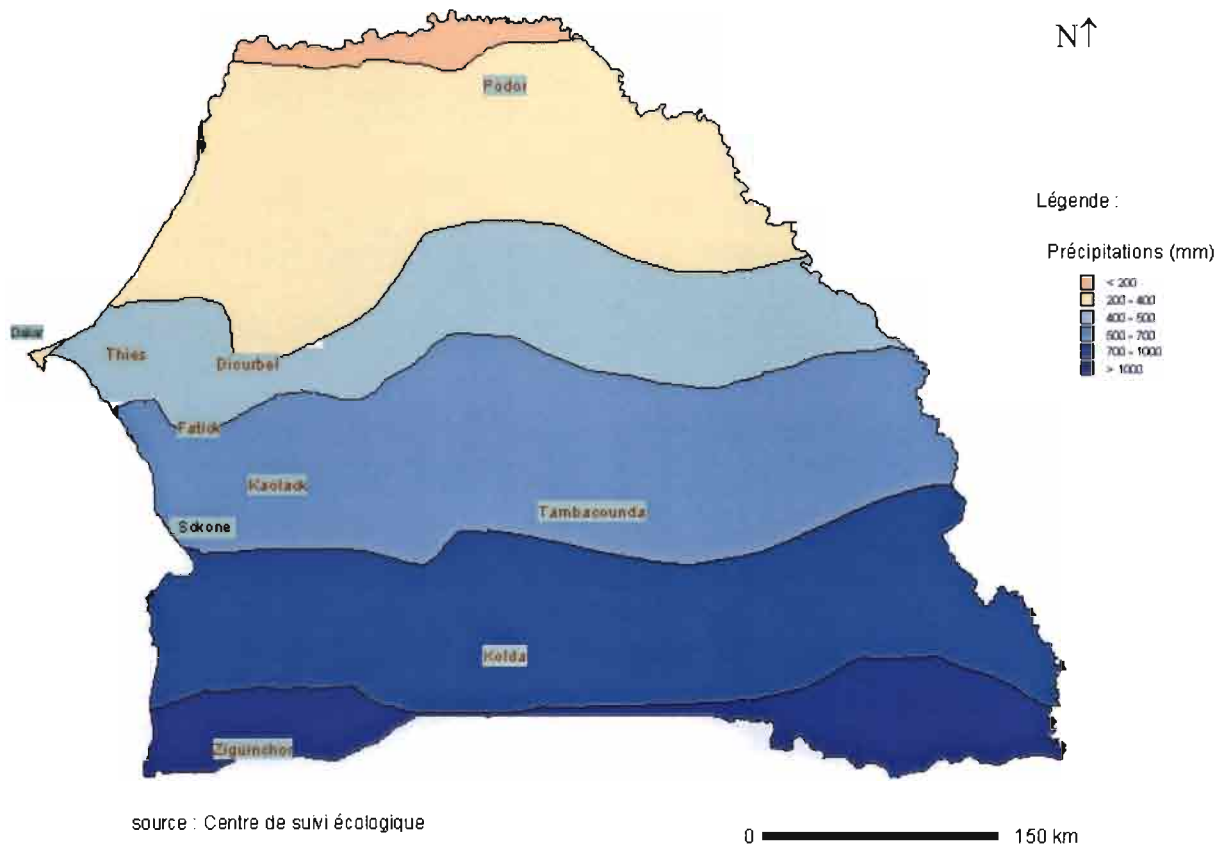 N↑
Podor
Légende :
Précipitations (mm)
< 200
200 - 400
400 - 500
500 - 700
700 - 1000
> 1000
Dakar
Thies
Diourbel
Fatick
Kaolack
Sokone
Tambacounda
Kolda
Ziguinchor
source : Centre de suivi écologique
0 150 km